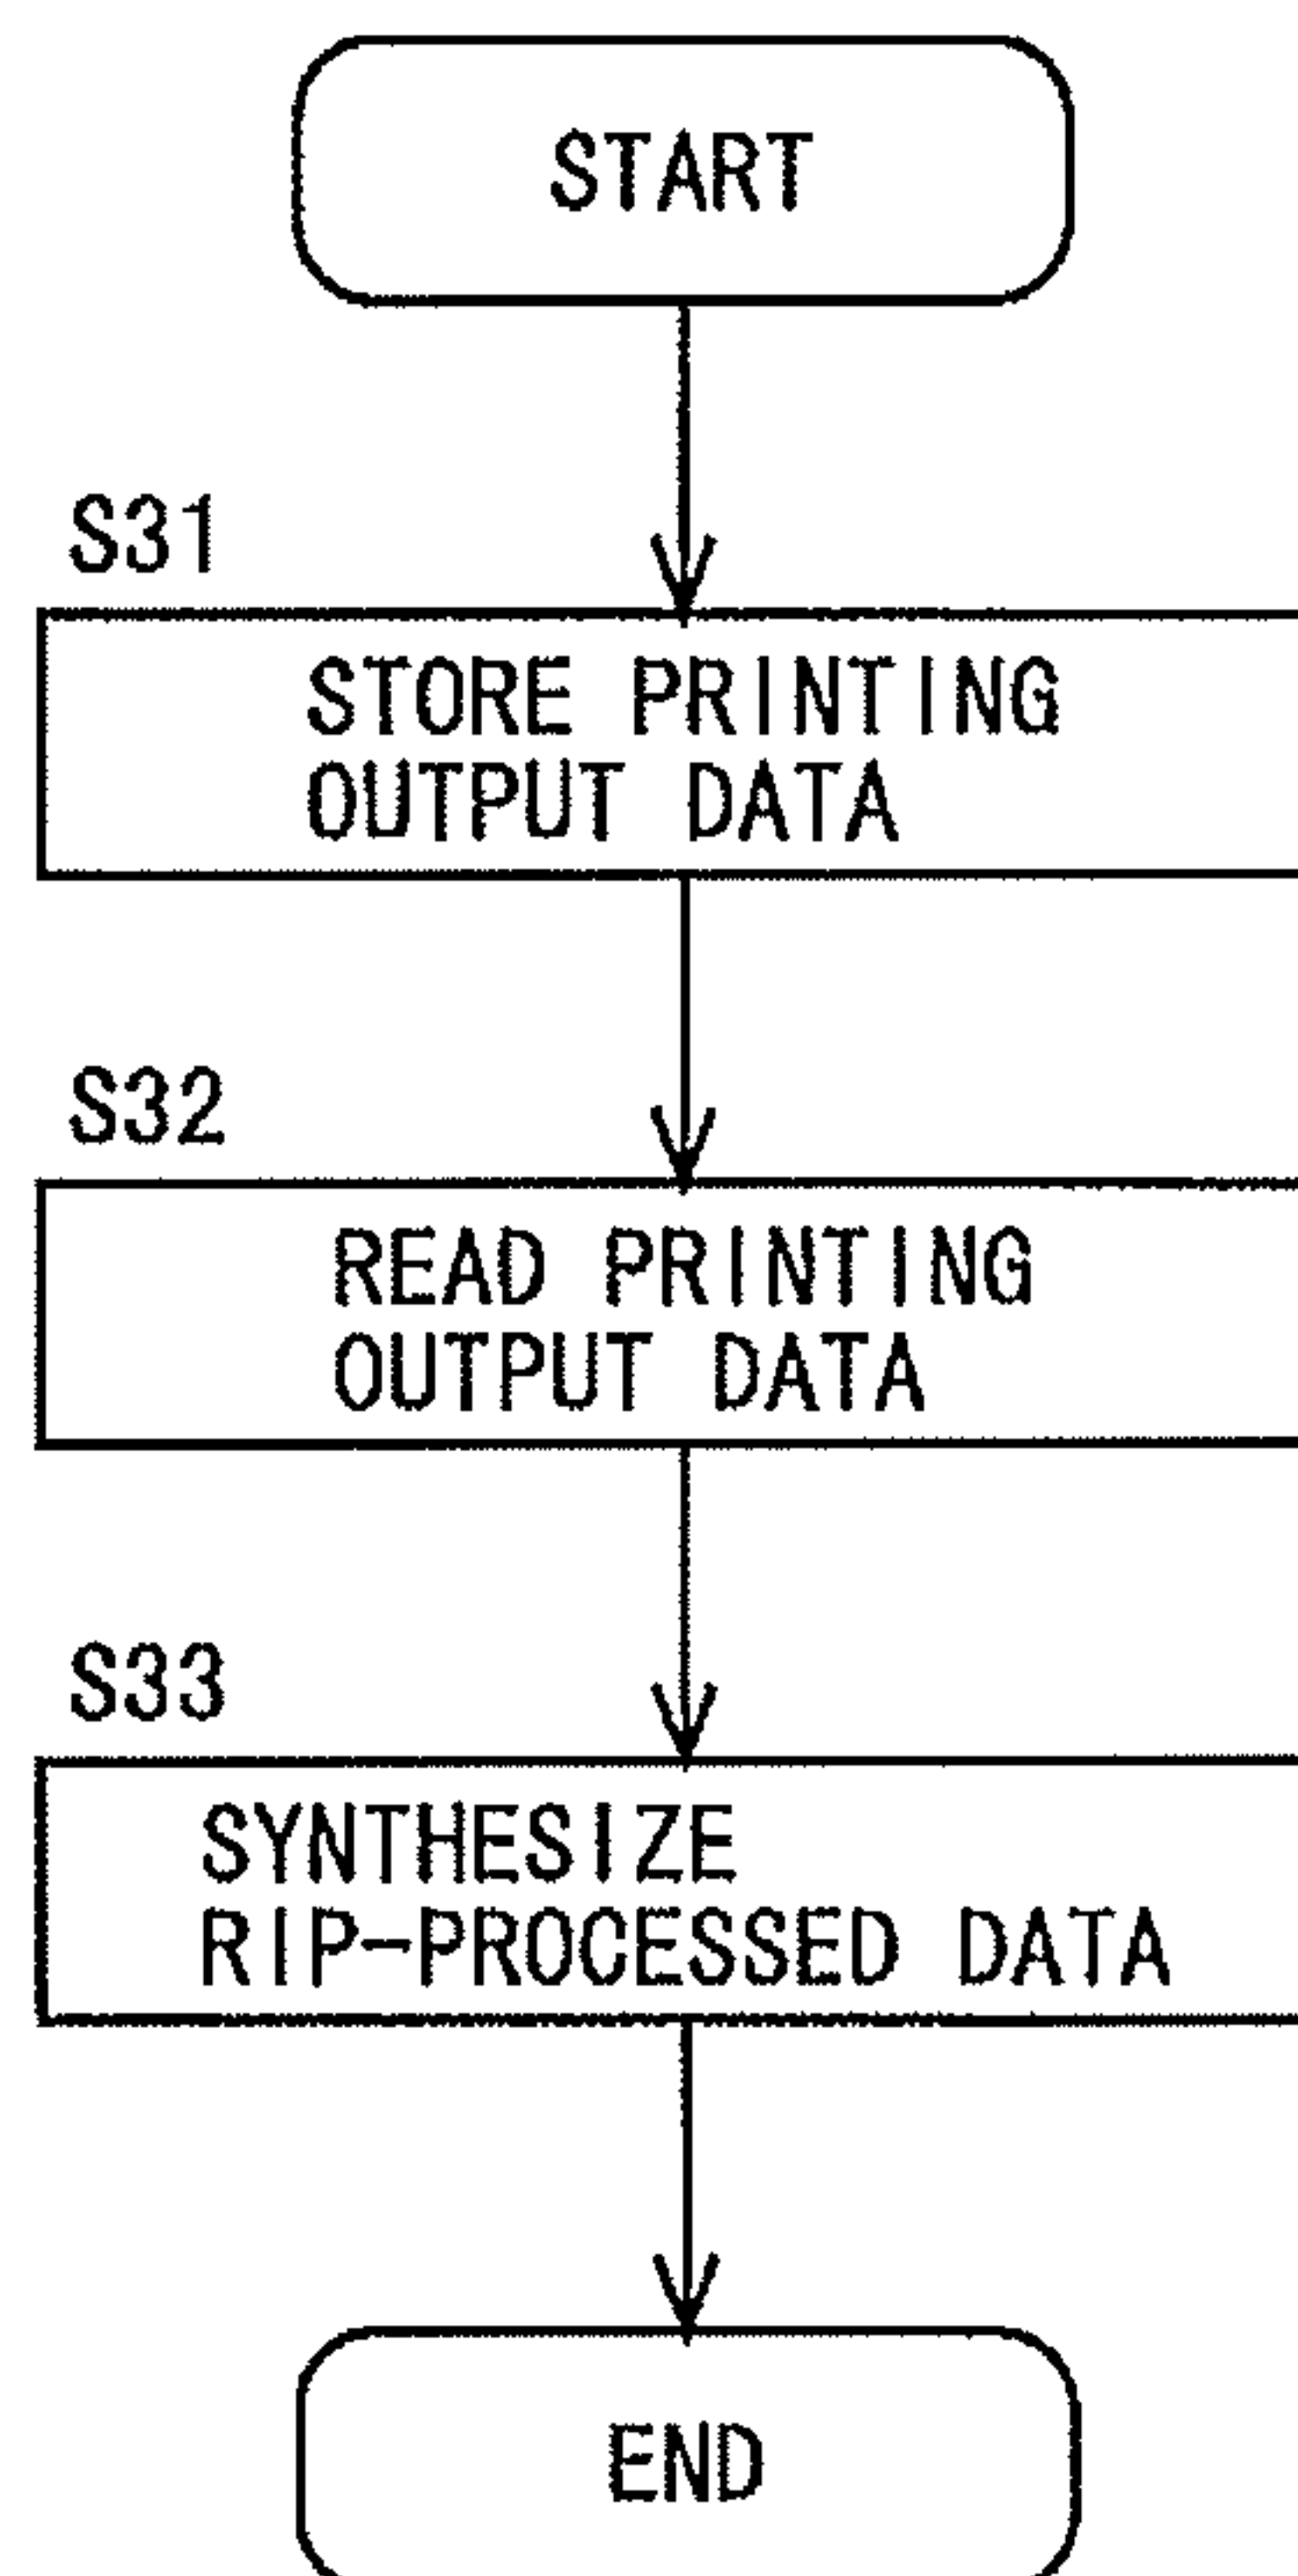 START
S31
STORE PRINTING
OUTPUT DATA
S32
READ PRINTING
OUTPUT DATA
S33
SYNTHESIZE
RIP-PROCESSED DATA
END